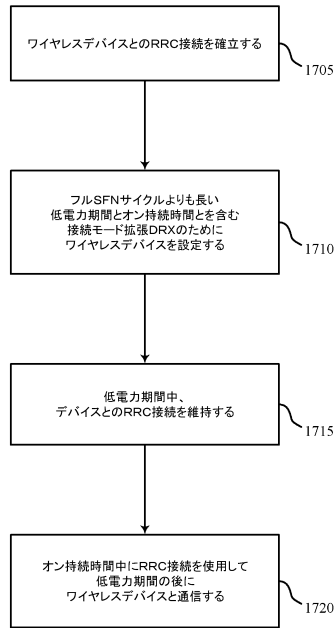 ワイヤレスデバイスとのRRC接続を確立する
1705
フルSFNサイクルよりも長い
低電力期間とオン持続時間とを含む
接続モード拡張DRXのために
ワイヤレスデバイスを設定する
1710
低電力期間中、
デバイスとのRRC接続を維持する
1715
オン持続時間中にRRC接続を使用して
低電力期間の後に
ワイヤレスデバイスと通信する
1720